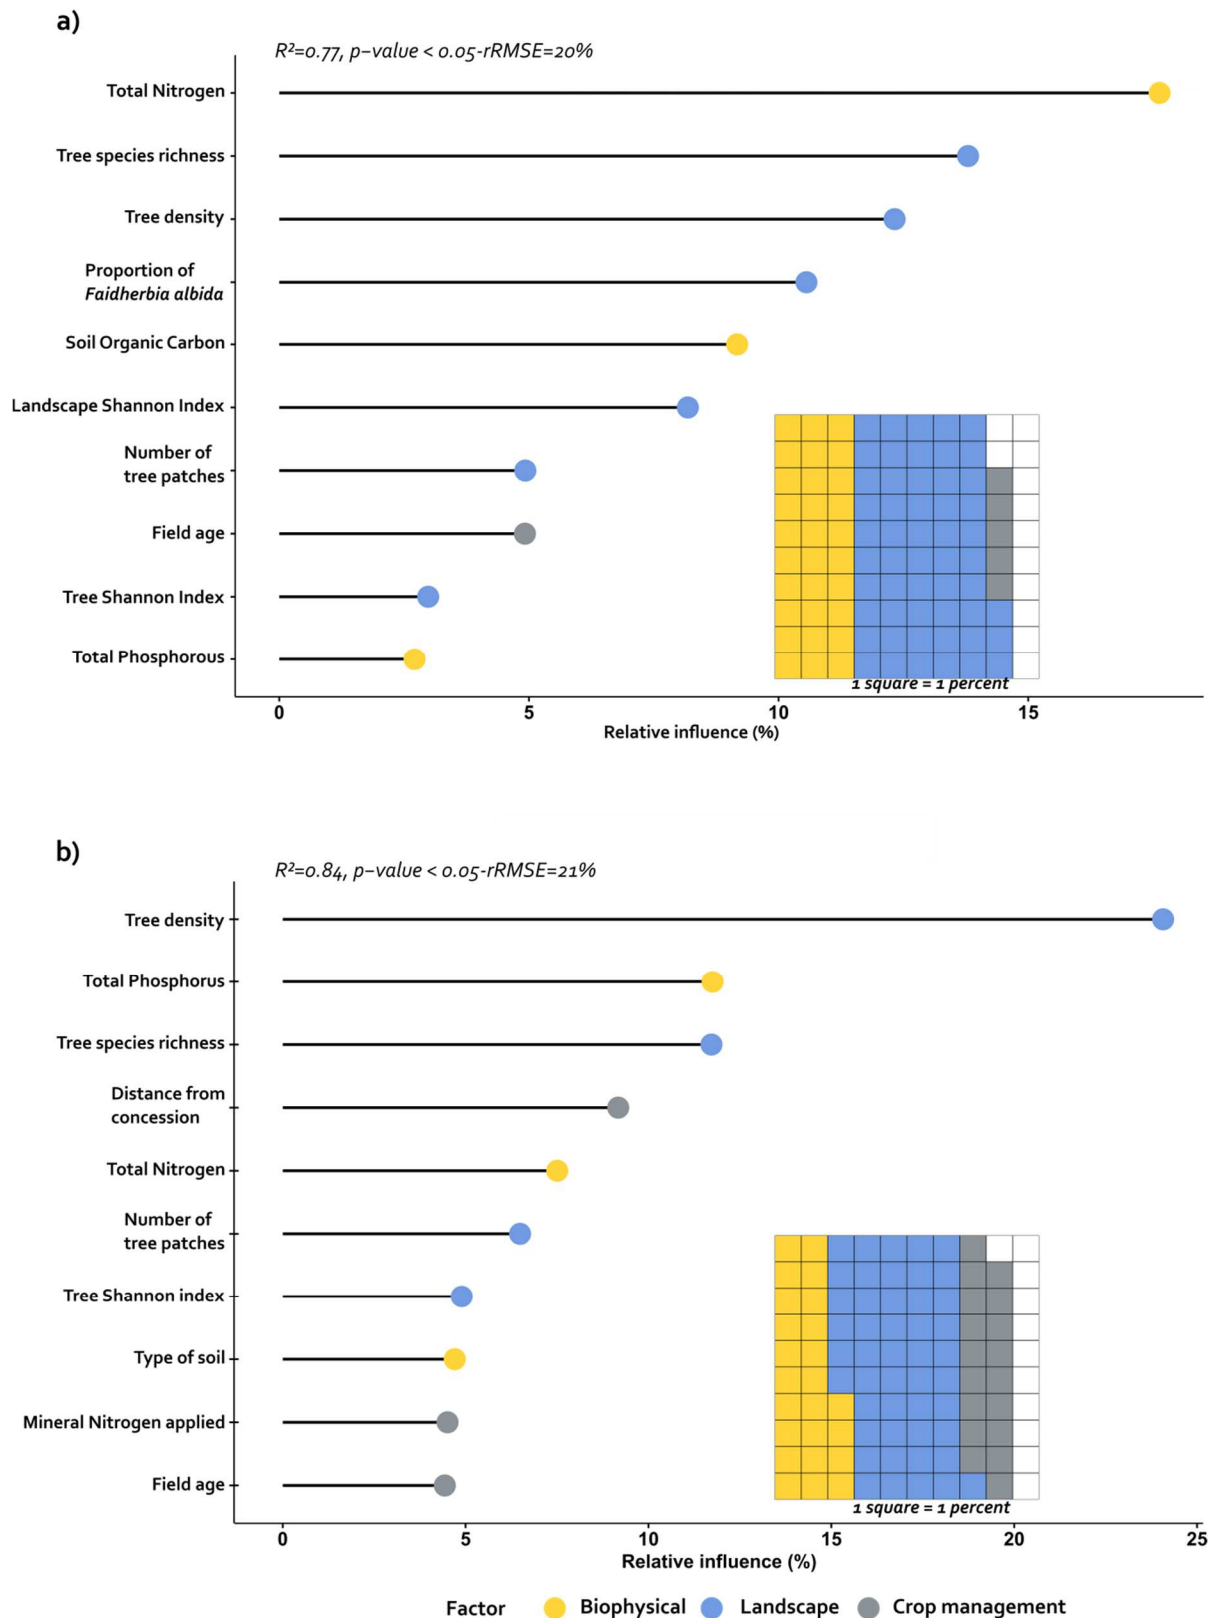 a)
R²=0.77, p-value < 0.05-rRMSE=20%
Total Nitrogen
Tree species richness
Tree density
Proportion of
Faidherbia albida
Soil Organic Carbon
Landscape Shannon Index
Number of
tree patches
Field age
Tree Shannon Index
Total Phosphorous
1 square = 1 percent
0 5 10 15
Relative influence (%)
b)
R²=0.84, p-value < 0.05-rRMSE=21%
Tree density
Total Phosphorus
Tree species richness
Distance from
concession
Total Nitrogen
Number of
tree patches
Tree Shannon index
Type of soil
Mineral Nitrogen applied
Field age
1 square = 1 percent
0 5 10 15 20 25
Relative influence (%)
Factor Biophysical Landscape Crop management